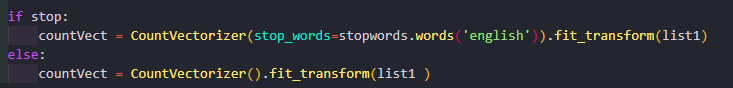 if stop:
    countVect = CountVectorizer(stop_words=stopwords.words('english')).fit_transform(list1)
else:
    countVect = CountVectorizer().fit_transform(list1 )